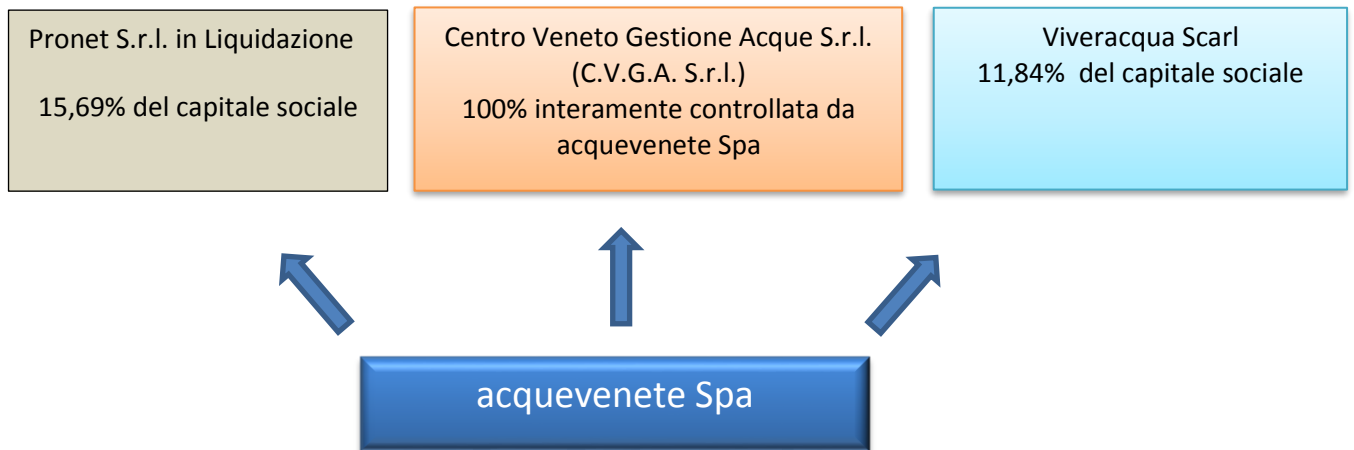 Pronet S.r.l. in Liquidazione
15,69% del capitale sociale
Centro Veneto Gestione Acque S.r.l.
(C.V.G.A. S.r.l.)
100% interamente controllata da
acquevenete Spa
Viveracqua Scarl
11,84% del capitale sociale
acquevenete Spa